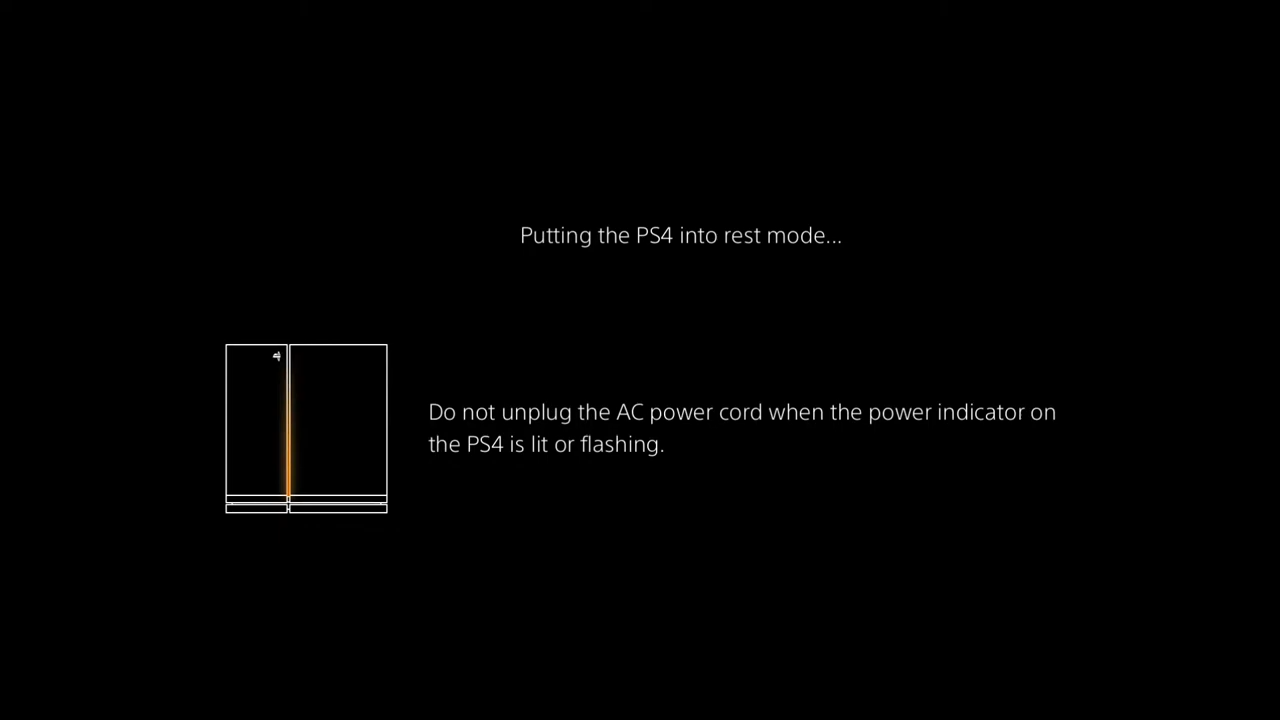 Putting the PS4 into rest mode...
Do not unplug the AC power cord when the power indicator on
the PS4 is lit or flashing.